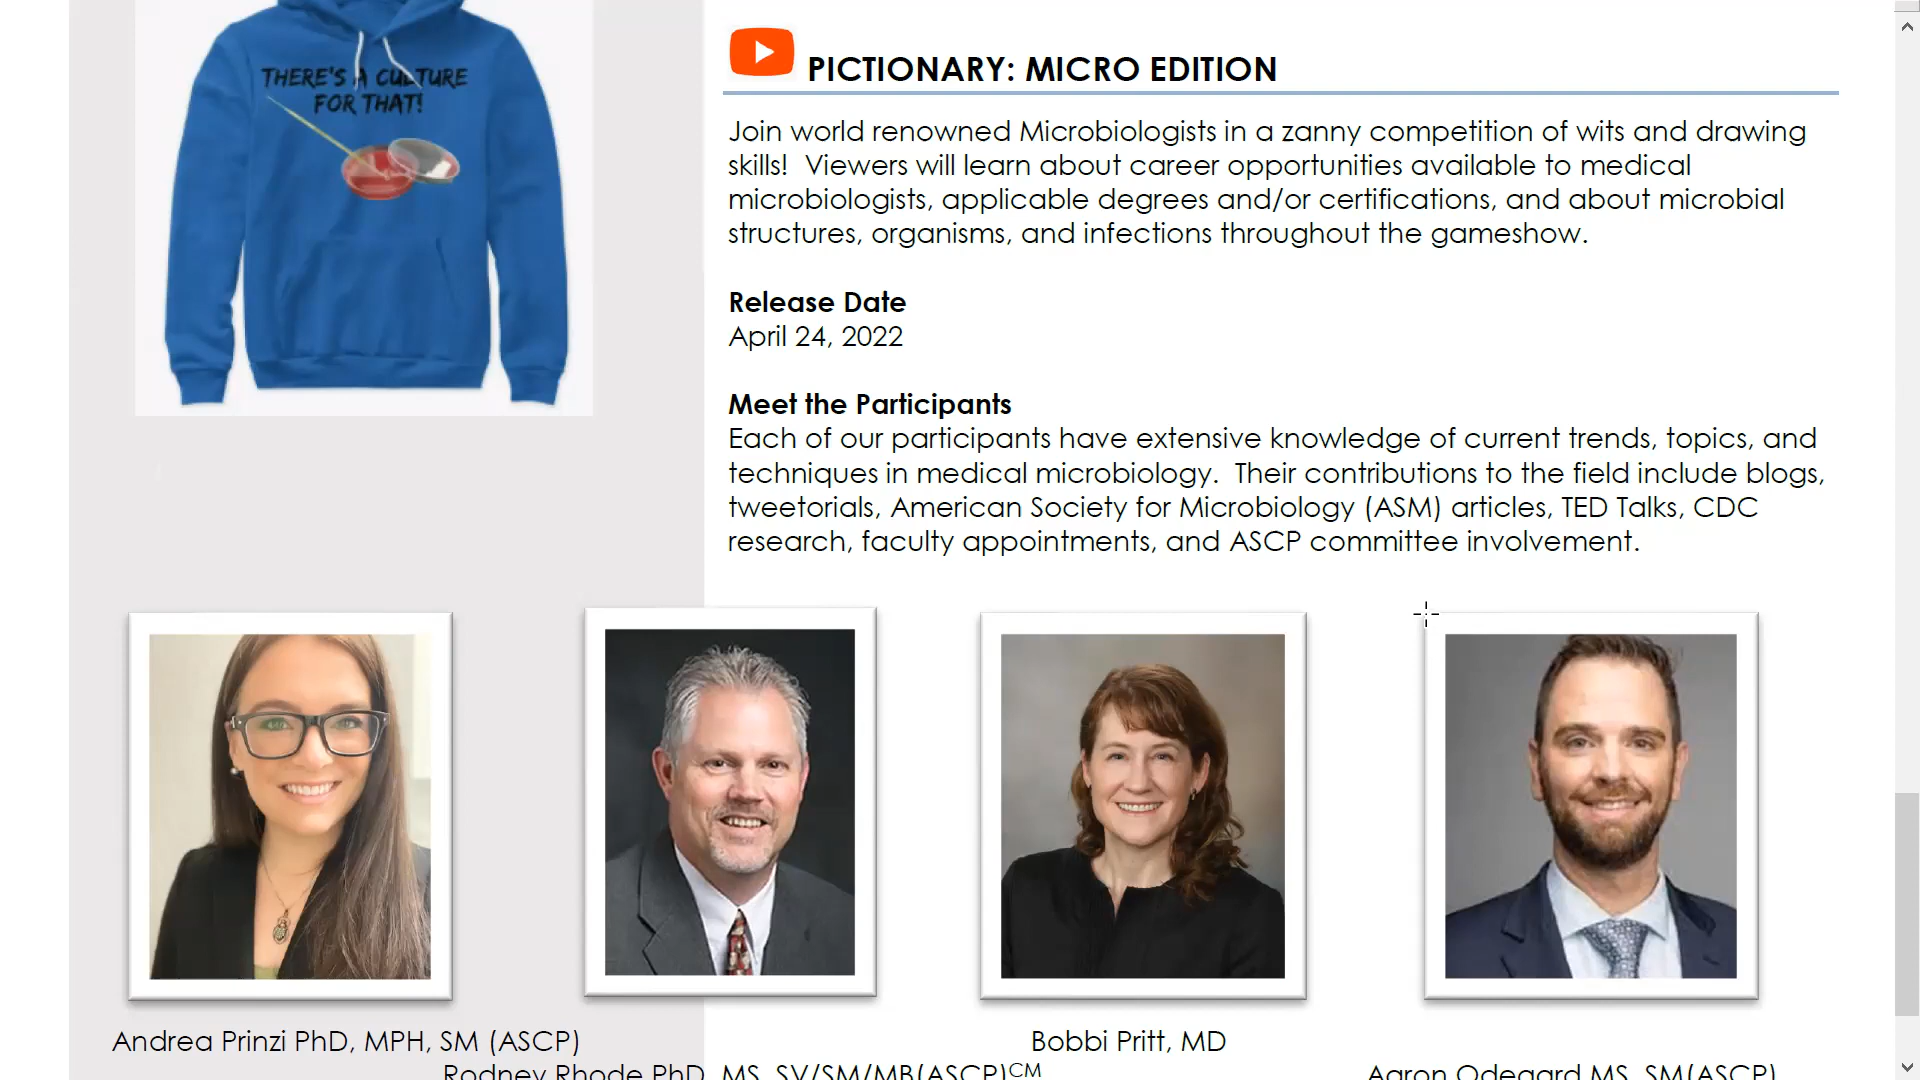 THERE'S A CULTURE
FOR THAT!
PICTIONARY: MICRO EDITION
Join world renowned Microbiologists in a zanny competition of wits and drawing
skills!  Viewers will learn about career opportunities available to medical
microbiologists, applicable degrees and/or certifications, and about microbial
structures, organisms, and infections throughout the gameshow.
Release Date
April 24, 2022
Meet the Participants
Each of our participants have extensive knowledge of current trends, topics, and
techniques in medical microbiology.  Their contributions to the field include blogs,
tweetorials, American Society for Microbiology (ASM) articles, TED Talks, CDC
research, faculty appointments, and ASCP committee involvement.
Andrea Prinzi PhD, MPH, SM (ASCP)
Bobbi Pritt, MD
Rodney Rhode PhD, MS, SV/SM/MB(ASCP)CM
Aaron Odegard MS, SM(ASCP)